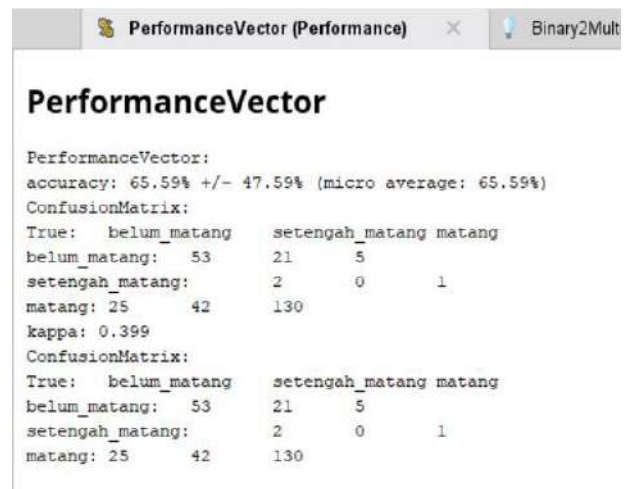 PerformanceVector (Performance) × Binary2Mult
PerformanceVector
PerformanceVector:
accuracy: 65.59% +/- 47.59% (micro average: 65.59%)
ConfusionMatrix:
True: belum_matang setengah_matang matang
belum_matang: 53 21 5
setengah_matang: 2 0 1
matang: 25 42 130
kappa: 0.399
ConfusionMatrix:
True: belum_matang setengah_matang matang
belum_matang: 53 21 5
setengah_matang: 2 0 1
matang: 25 42 130